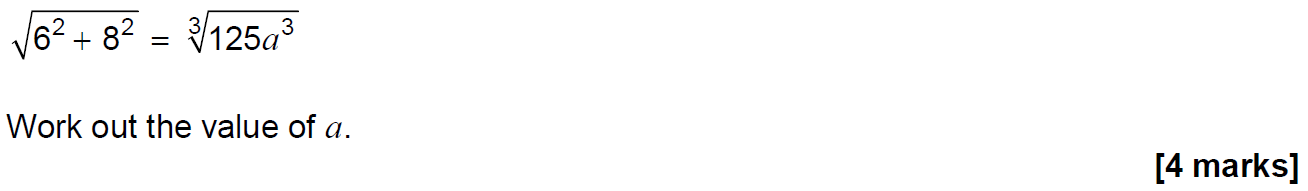 √(6² + 8²) = ∛(125a³)
Work out the value of a.
[4 marks]